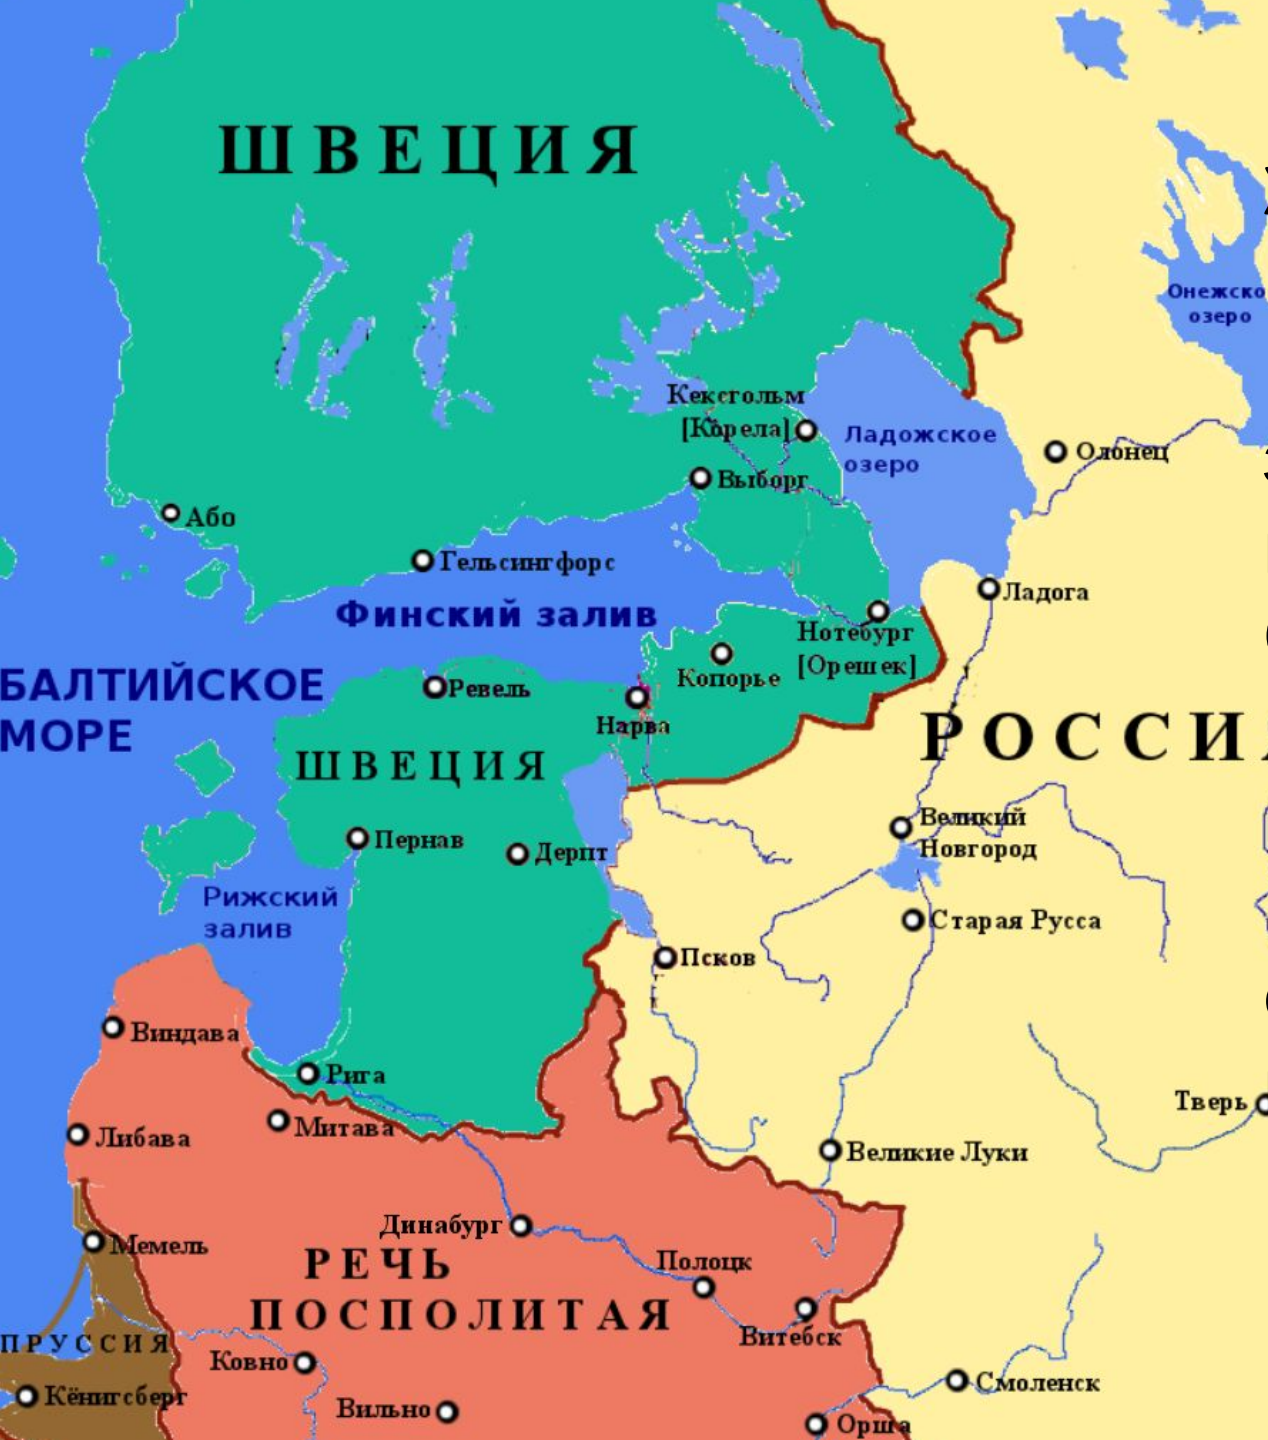 ШВЕЦИЯ
Онежско
озеро
Кексгольм
[Корела]
Ладожское
озеро
Олонец
Выборг
Або
Гельсингфорс
Ладога
Финский залив
Нотебург
[Орешек]
Копорье
БАЛТИЙСКОЕ
МОРЕ
Ревель
Нарва
РОССИЯ
ШВЕЦИЯ
Великий
Новгород
Пернав
Дерпт
Рижский
залив
Старая Русса
Псков
Виндава
Рига
Тверь
Либава
Митава
Великие Луки
Динабург
Мемель
РЕЧЬ
ПОСПОЛИТАЯ
Полоцк
Витебск
ПРУССИЯ
Ковно
Смоленск
Кёнигсберг
Вильно
Орша